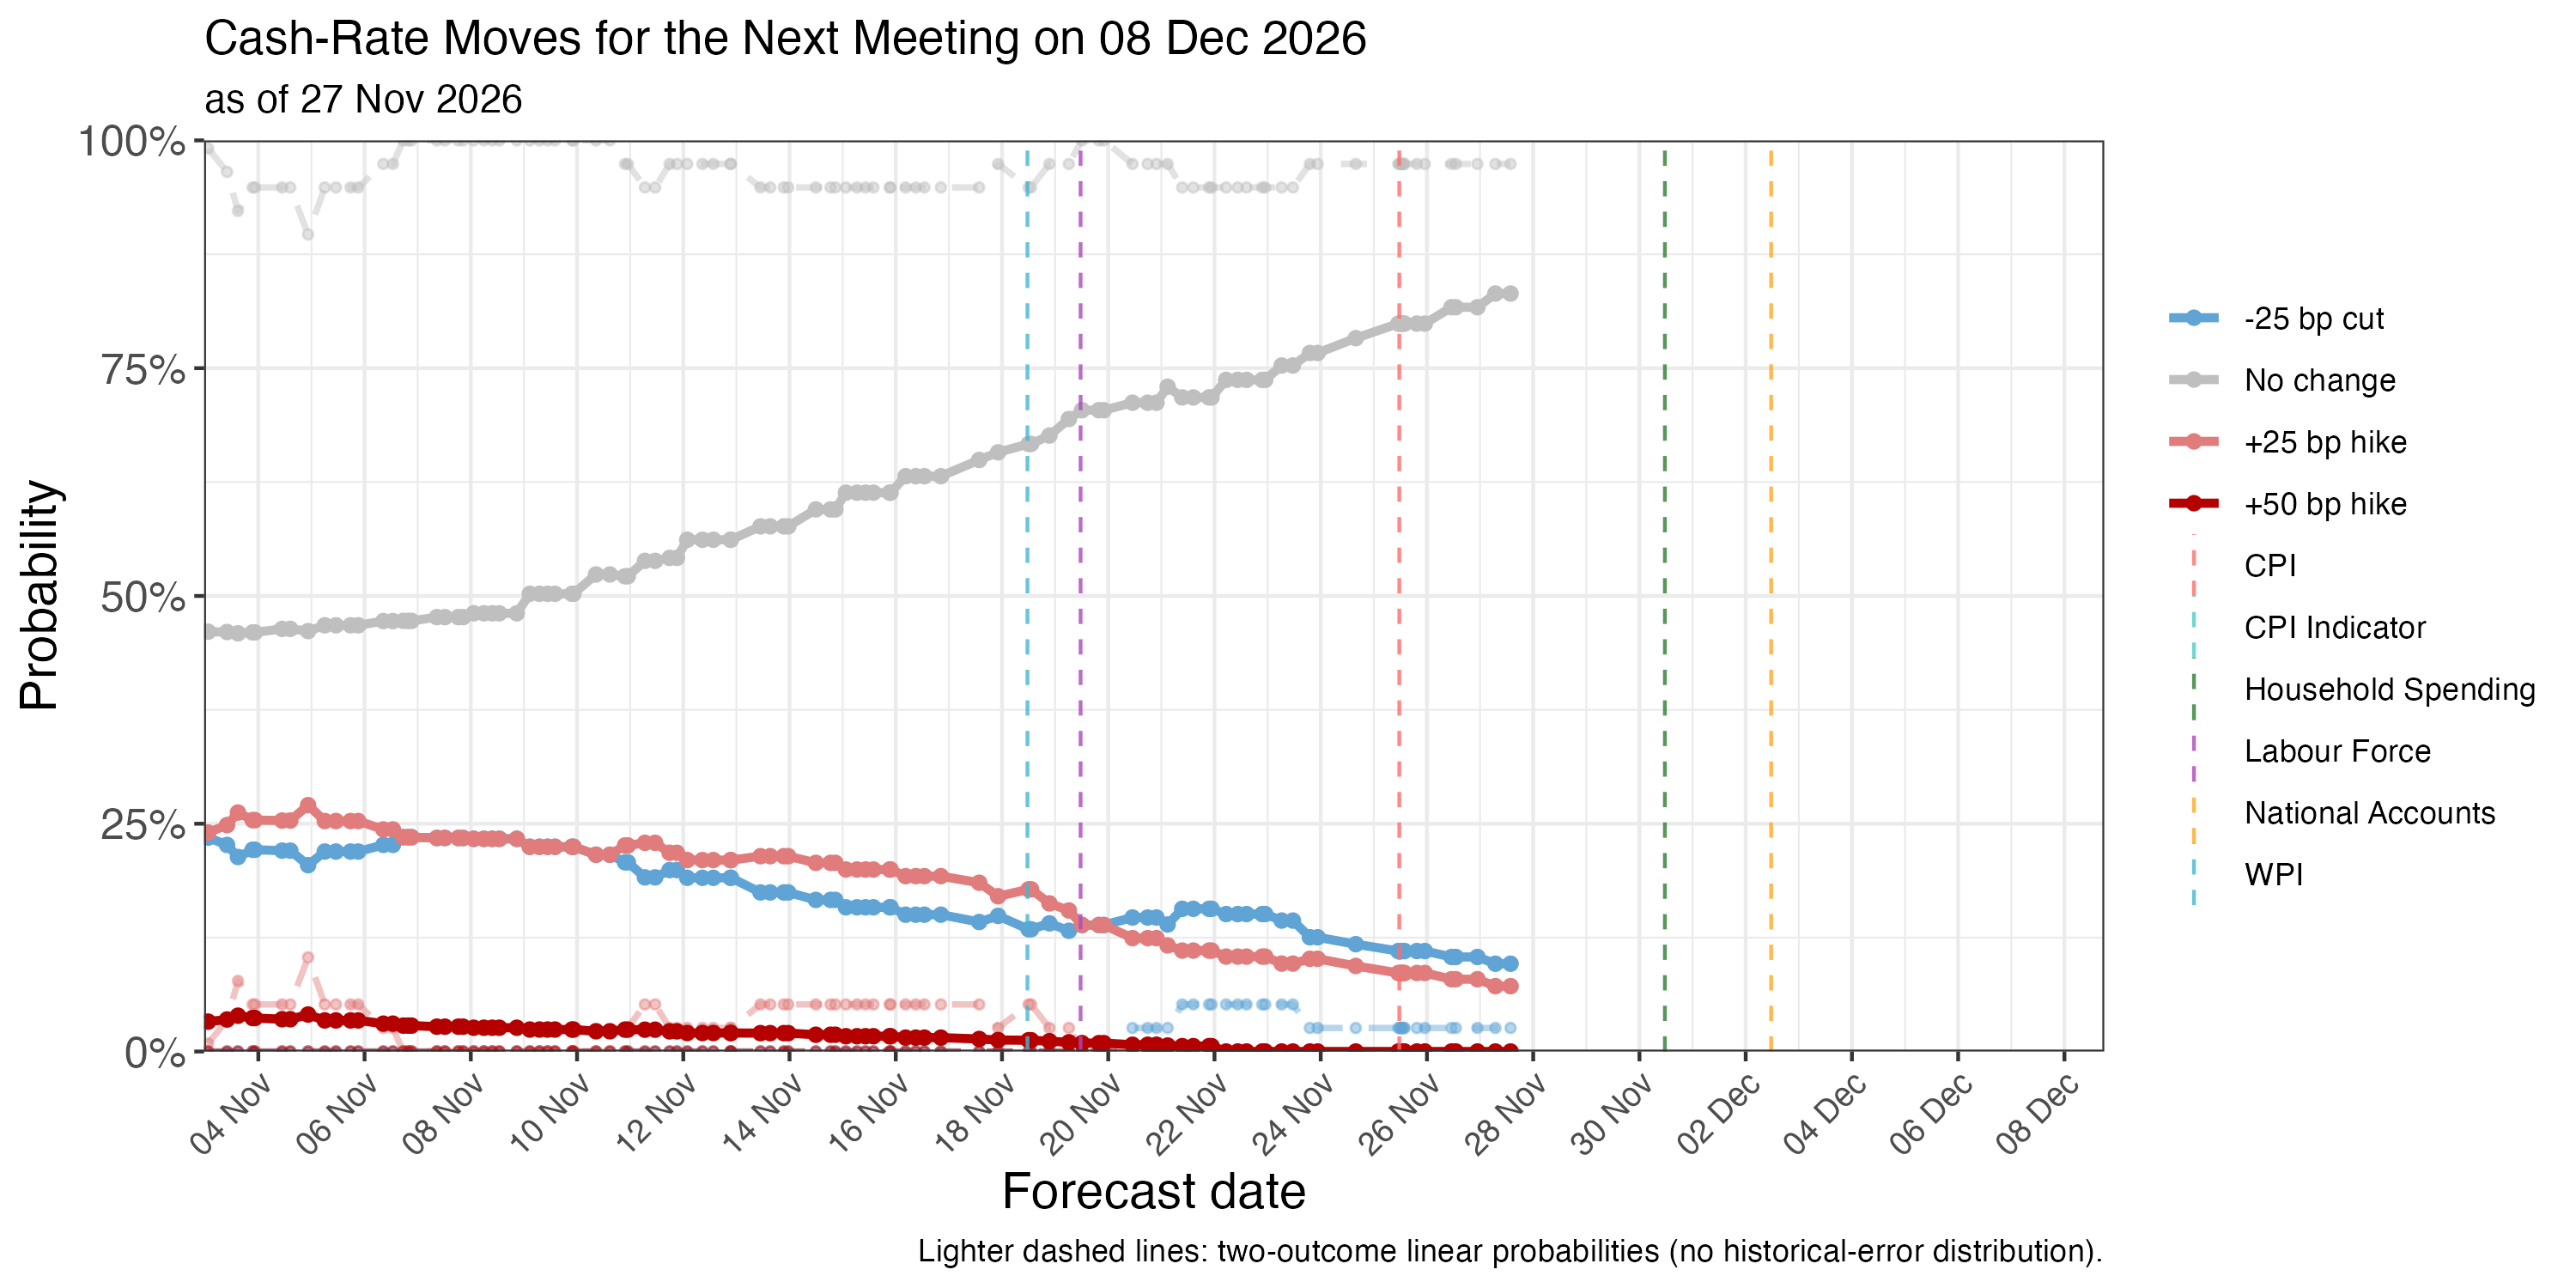 Cash-Rate Moves for the Next Meeting on 08 Dec 2026
as of 27 Nov 2026
100%
75%
50%
25%
0%
Probability
04 Nov
06 Nov
08 Nov
10 Nov
12 Nov
14 Nov
16 Nov
18 Nov
20 Nov
22 Nov
24 Nov
26 Nov
28 Nov
30 Nov
02 Dec
04 Dec
06 Dec
08 Dec
Forecast date
-25 bp cut
No change
+25 bp hike
+50 bp hike
CPI
CPI Indicator
Household Spending
Labour Force
National Accounts
WPI
Lighter dashed lines: two-outcome linear probabilities (no historical-error distribution).